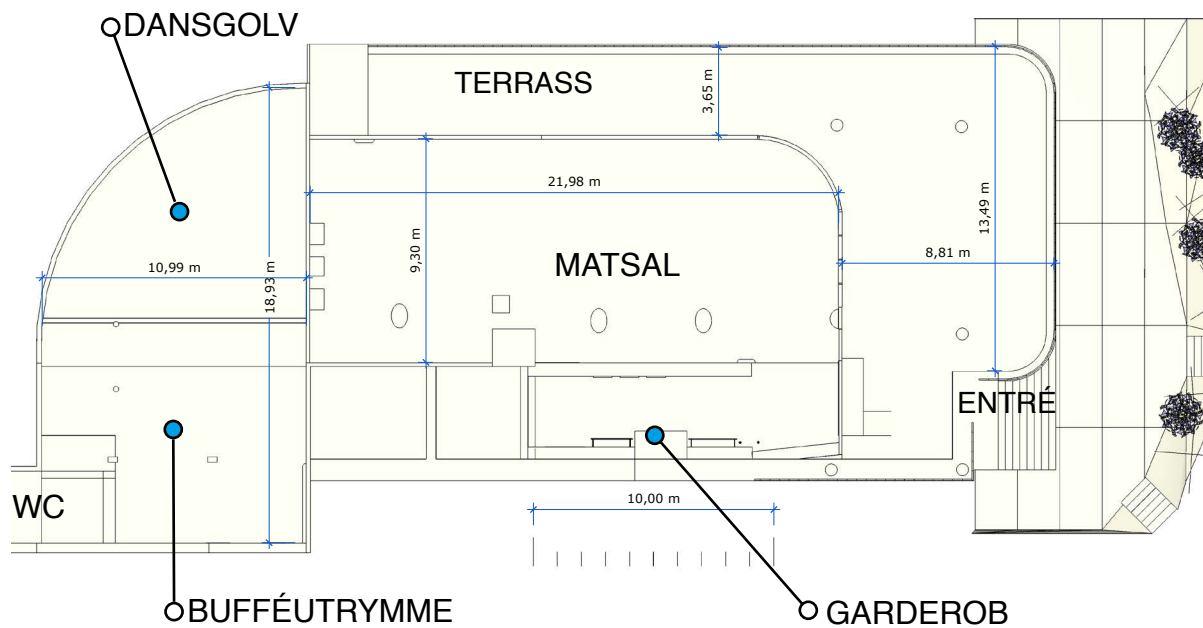 DANSGOLV
TERRASS
3,65 m
21,98 m
13,49 m
9,30 m
MATSAL
8,81 m
10,99 m
18,93 m
ENTRÉ
WC
10,00 m
BUFFÉUTRYMME
GARDEROB